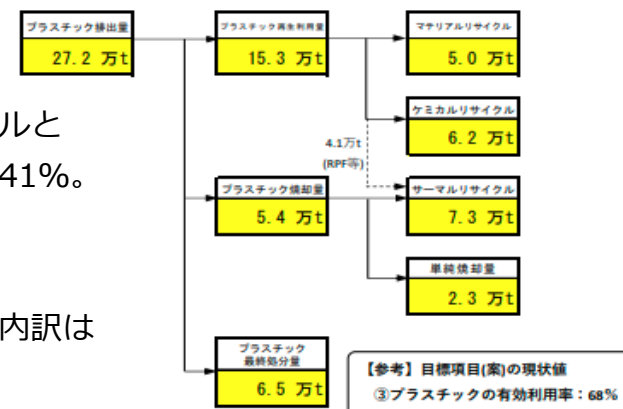 プラスチック排出量
27.2 万t
プラスチック再生利用量
15.3 万t
マテリアルリサイクル
5.0 万t
ケミカルリサイクル
6.2 万t
ルと
41%。
4.1万t
(RPF等)
プラスチック焼却量
5.4 万t
サーマルリサイクル
7.3 万t
単純焼却量
2.3 万t
内訳は
プラスチック
最終処分量
6.5 万t
【参考】目標項目(案)の現状値
③プラスチックの有効利用率：68%